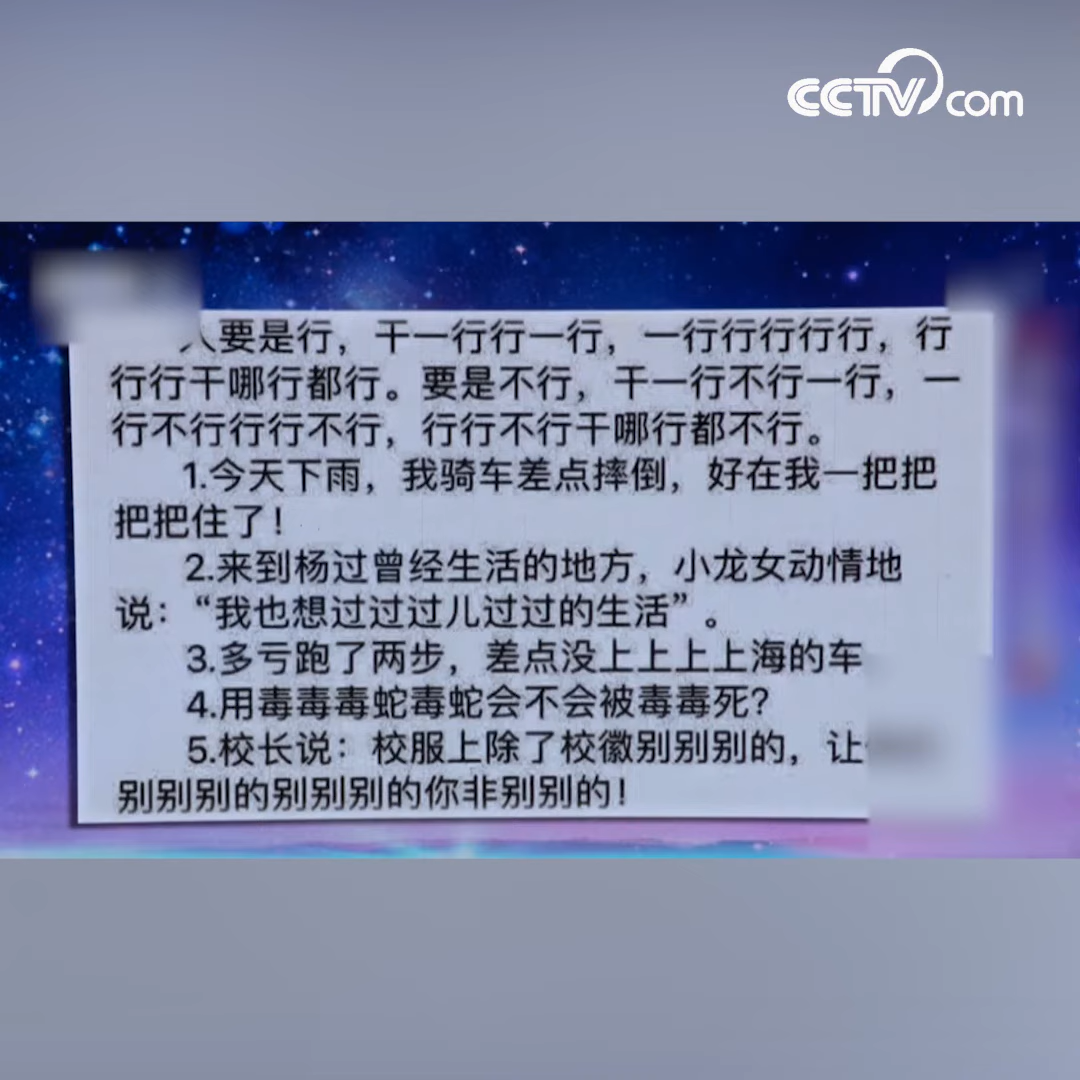 CCTV.com
人要是行，干一行行一行，一行行行行行，行
行行干哪行都行。要是不行，干一行不行一行，一
行不行行行不行，行行不行干哪行都不行。
1.今天下雨，我骑车差点摔倒，好在我一把把
把把住了！
2.来到杨过曾经生活的地方，小龙女动情地
说：“我也想过过过儿过过的生活”。
3.多亏跑了两步，差点没上上上上海的车
4.用毒毒毒蛇毒蛇会不会被毒毒死？
5.校长说：校服上除了校徽别别别的，让
别别别的别别别的你非别别的！